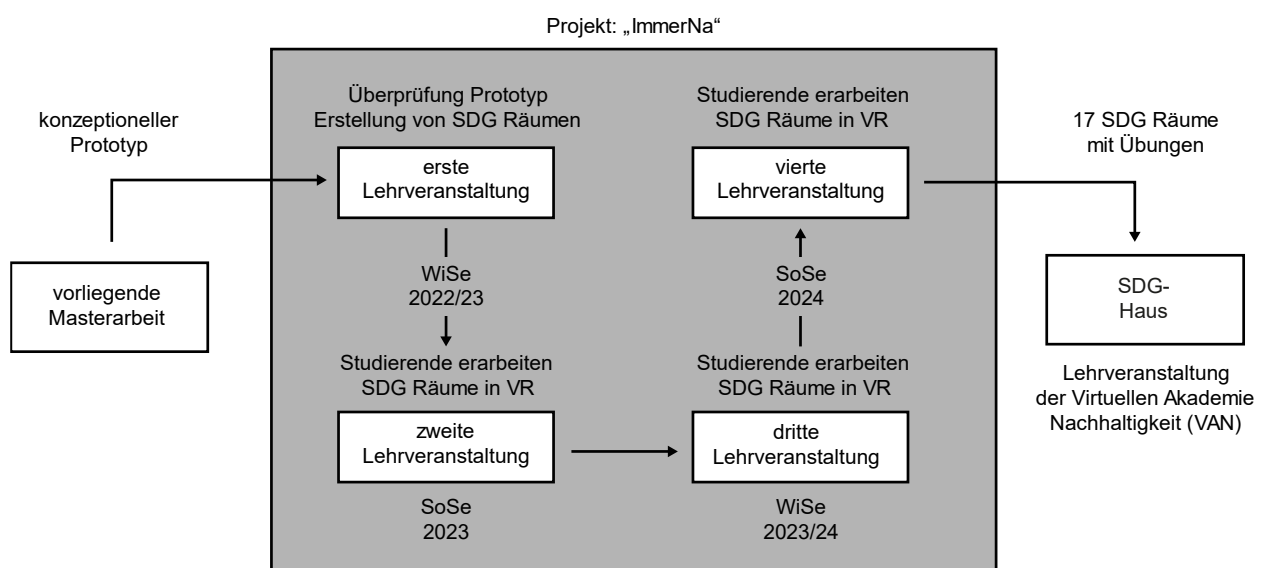 Projekt: „ImmerNa“
konzeptioneller
Prototyp
vorliegende
Masterarbeit
Überprüfung Prototyp
Erstellung von SDG Räumen
erste
Lehrveranstaltung
WiSe
2022/23
Studierende erarbeiten
SDG Räume in VR
zweite
Lehrveranstaltung
SoSe
2023
Studierende erarbeiten
SDG Räume in VR
dritte
Lehrveranstaltung
WiSe
2023/24
SoSe
2024
Studierende erarbeiten
SDG Räume in VR
vierte
Lehrveranstaltung
17 SDG Räume
mit Übungen
SDG-
Haus
Lehrveranstaltung
der Virtuellen Akademie
Nachhaltigkeit (VAN)